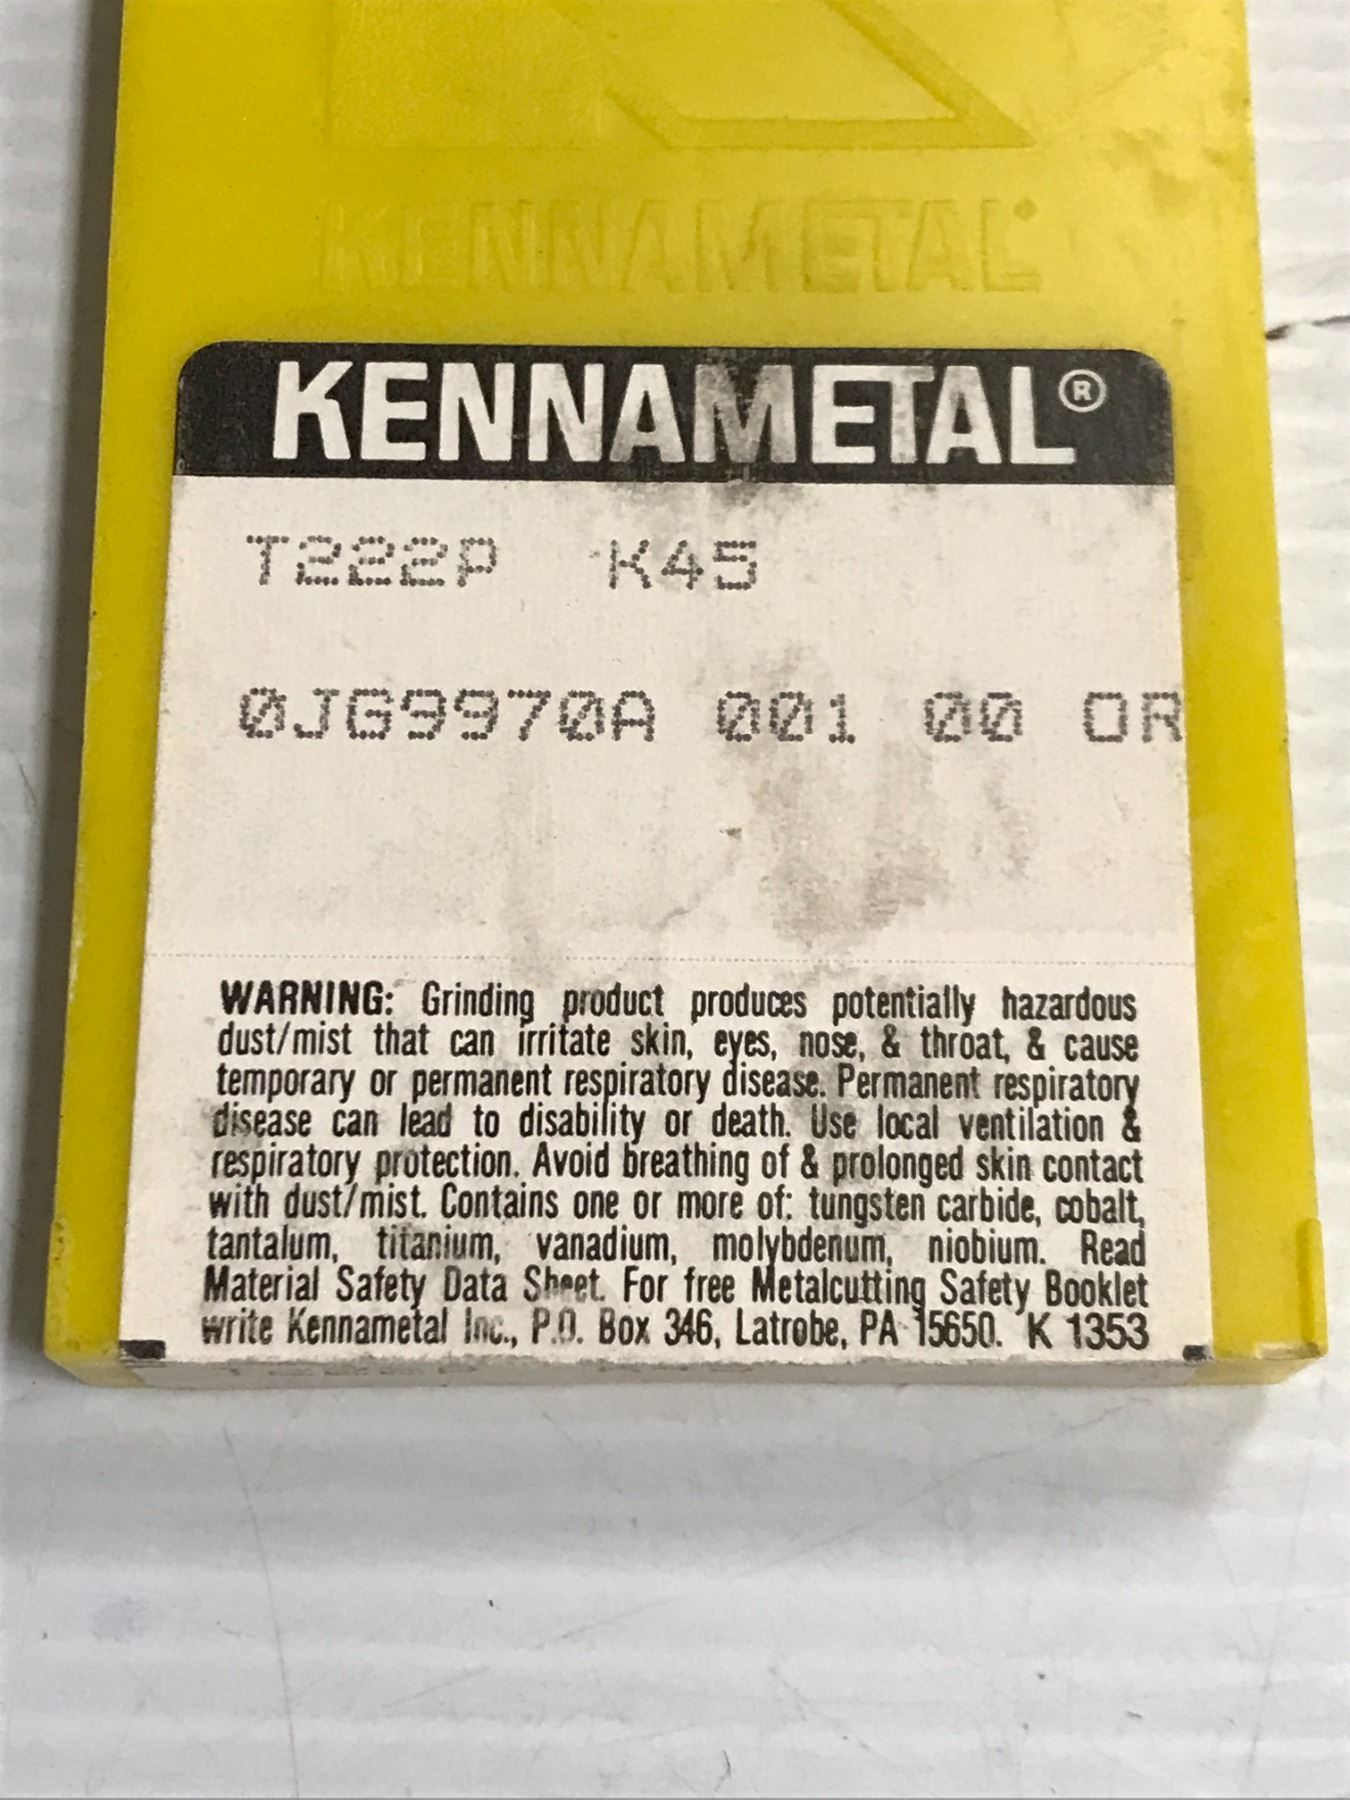 KENNAMETAL
KENNAMETAL®
T222P K45
0JG9970A 001 00 OR
WARNING: Grinding product produces potentially hazardous
dust/mist that can irritate skin, eyes, nose, & throat, & cause
temporary or permanent respiratory disease. Permanent respiratory
disease can lead to disability or death. Use local ventilation &
respiratory protection. Avoid breathing of & prolonged skin contact
with dust/mist. Contains one or more of: tungsten carbide, cobalt,
tantalum, titanium, vanadium, molybdenum, niobium. Read
Material Safety Data Sheet. For free Metalcutting Safety Booklet
write Kennametal Inc., P.O. Box 346, Latrobe, PA 15650. K 1353